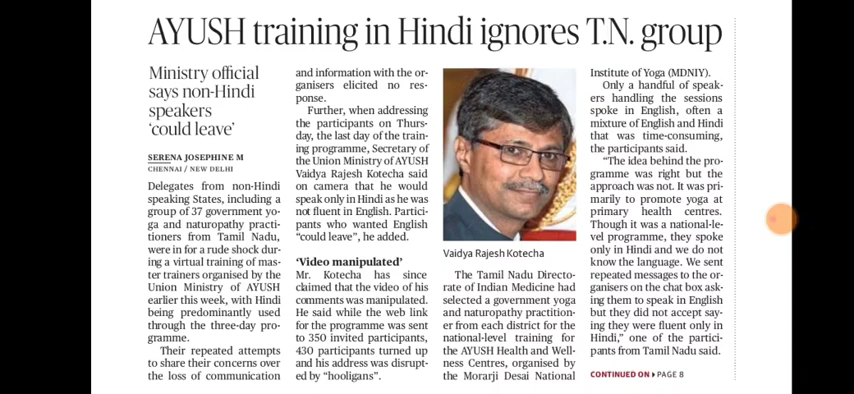 AYUSH training in Hindi ignores T.N. group
Ministry official
says non-Hindi
speakers
‘could leave’
SERENA JOSEPHINE M
CHENNAI / NEW DELHI
Delegates from non-Hindi
speaking States, including a
group of 37 government yo-
ga and naturopathy practi-
tioners from Tamil Nadu,
were in for a rude shock dur-
ing a virtual training of mas-
ter trainers organised by the
Union Ministry of AYUSH
earlier this week, with Hindi
being predominantly used
through the three-day pro-
gramme.
Their repeated attempts
to share their concerns over
the loss of communication
and information with the or-
ganisers elicited no res-
ponse.
Further, when addressing
the participants on Thurs-
day, the last day of the train-
ing programme, Secretary of
the Union Ministry of AYUSH
Vaidya Rajesh Kotecha said
on camera that he would
speak only in Hindi as he was
not fluent in English. Partici-
pants who wanted English
“could leave”, he added.
‘Video manipulated’
Mr. Kotecha has since
claimed that the video of his
comments was manipulated.
He said while the web link
for the programme was sent
to 350 invited participants,
430 participants turned up
and his address was disrupt-
ed by “hooligans”.
Vaidya Rajesh Kotecha
The Tamil Nadu Directo-
rate of Indian Medicine had
selected a government yoga
and naturopathy practition-
er from each district for the
national-level training for
the AYUSH Health and Well-
ness Centres, organised by
the Morarji Desai National
Institute of Yoga (MDNIY).
Only a handful of speak-
ers handling the sessions
spoke in English, often a
mixture of English and Hindi
that was time-consuming,
the participants said.
“The idea behind the pro-
gramme was right but the
approach was not. It was pri-
marily to promote yoga at
primary health centres.
Though it was a national-le-
vel programme, they spoke
only in Hindi and we do not
know the language. We sent
repeated messages to the or-
ganisers on the chat box ask-
ing them to speak in English
but they did not accept say-
ing they were fluent only in
Hindi,” one of the partici-
pants from Tamil Nadu said.
CONTINUED ON ▸ PAGE 8